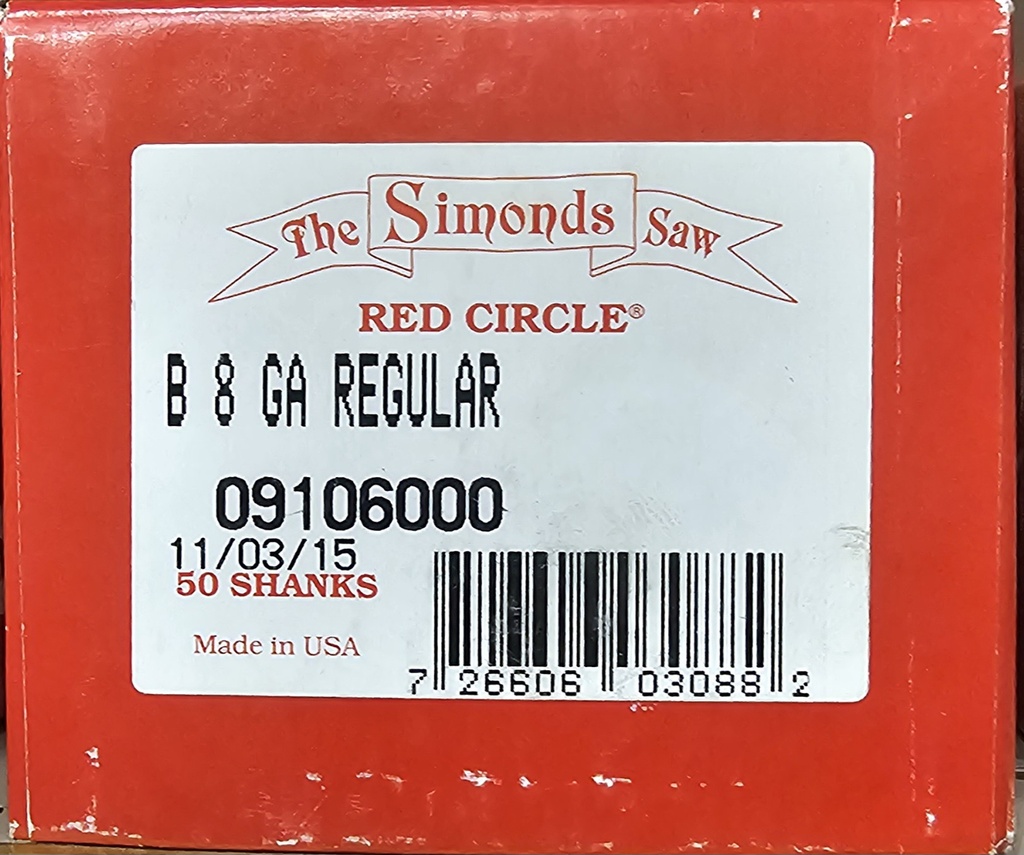 The Simonds Saw
RED CIRCLE®
B 8 GA REGULAR
09106000
11/03/15
50 SHANKS
Made in USA
7 26606 03088 2